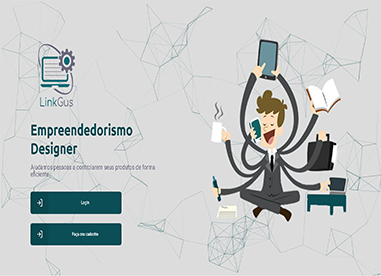 LinkGus
Empreendedorismo
Designer
Ajudamos pessoas a controlarem seus produtos de forma
eficiente.
Login
Faça seu cadastro